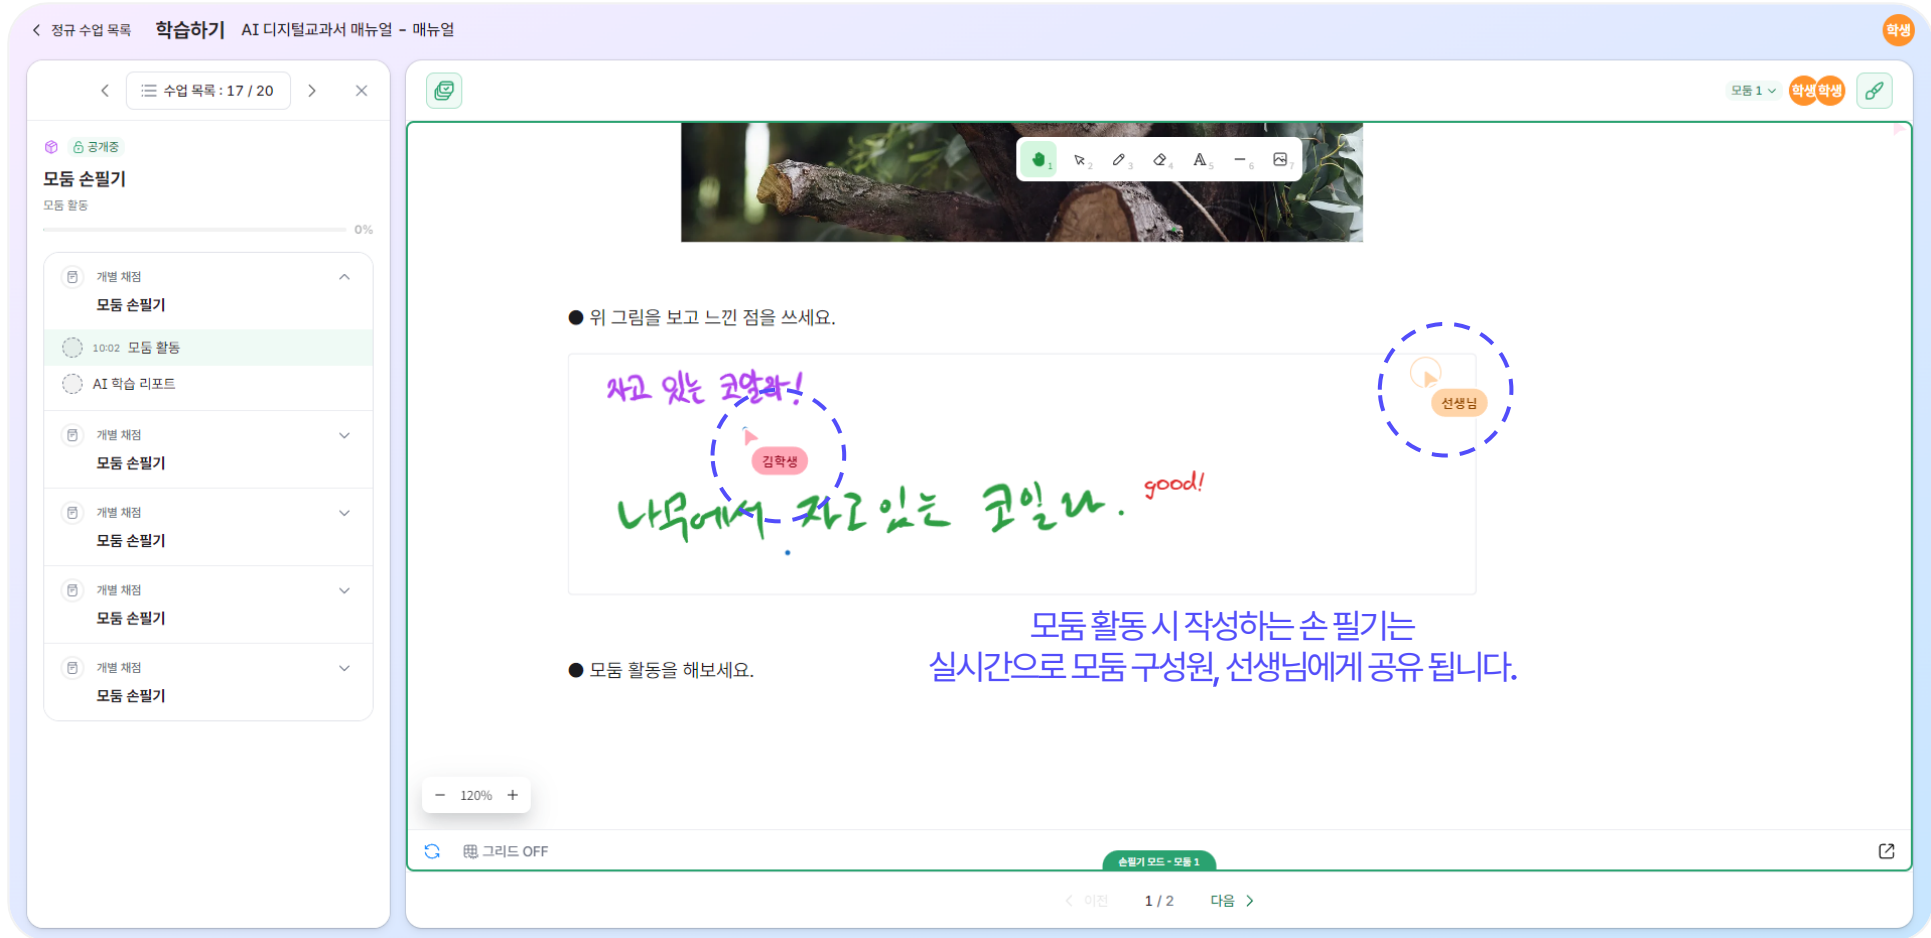 정규 수업 목록 학습하기 AI 디지털교과서 매뉴얼 - 매뉴얼 학생
수업 목록 : 17 / 20
공개중
모둠 손필기
모둠 활동
0%
개별 채점
모둠 손필기
10:02 모둠 활동
AI 학습 리포트
개별 채점
모둠 손필기
개별 채점
모둠 손필기
개별 채점
모둠 손필기
개별 채점
모둠 손필기
모둠 1 학생 학생
1 2 3 4 A 5 6 7
● 위 그림을 보고 느낀 점을 쓰세요.
자고 있는 코알라!
선생님
김학생
good!
나무에서 자고 있는 코알라.
모둠 활동 시 작성하는 손 필기는
실시간으로 모둠 구성원, 선생님에게 공유 됩니다.
● 모둠 활동을 해보세요.
120%
그리드 OFF
손필기 모드 - 모둠 1
이전 1 / 2 다음